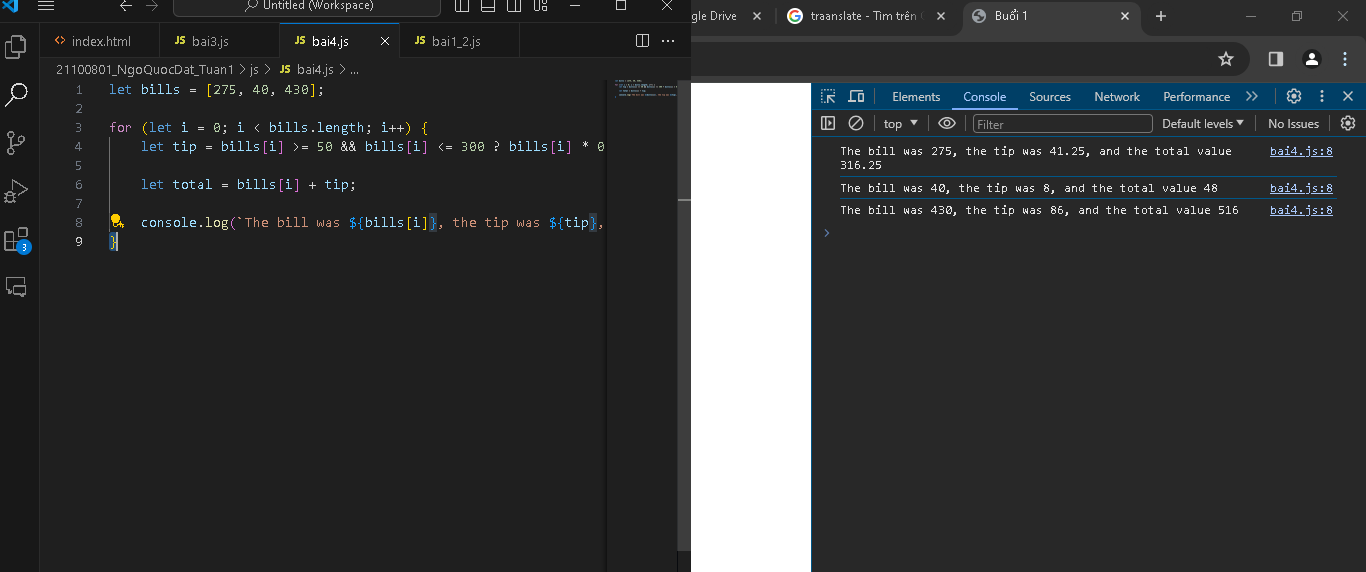 Untitled (Workspace)
index.html
JS bai3.js
JS bai4.js
JS bai1_2.js
21100801_NgoQuocDat_Tuan1 > js > JS bai4.js > ...
1 let bills = [275, 40, 430];
2
3 for (let i = 0; i < bills.length; i++) {
4 let tip = bills[i] >= 50 && bills[i] <= 300 ? bills[i] * 0
5
6 let total = bills[i] + tip;
7
8 console.log(`The bill was ${bills[i]}, the tip was ${tip},
9 }
3
gle Drive
traanslate - Tìm trên
Buổi 1
Elements Console Sources Network Performance
top Filter Default levels No Issues
The bill was 275, the tip was 41.25, and the total value bai4.js:8
316.25
The bill was 40, the tip was 8, and the total value 48 bai4.js:8
The bill was 430, the tip was 86, and the total value 516 bai4.js:8